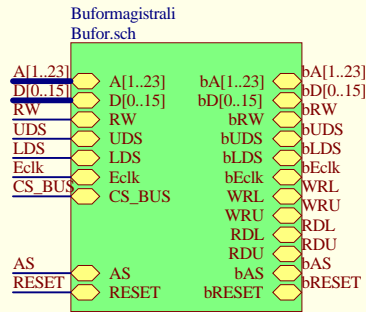 Buformagistrali
Bufor.sch
A[1..23] A[1..23] bA[1..23] bA[1..23]
D[0..15] D[0..15] bD[0..15] bD[0..15]
RW RW bRW bRW
UDS UDS bUDS bUDS
LDS LDS bLDS bLDS
Eclk Eclk bEclk bEclk
CS_BUS CS_BUS WRL WRL
WRU WRU
RDL RDL
RDU RDU
AS AS bAS bAS
RESET RESET bRESET bRESET